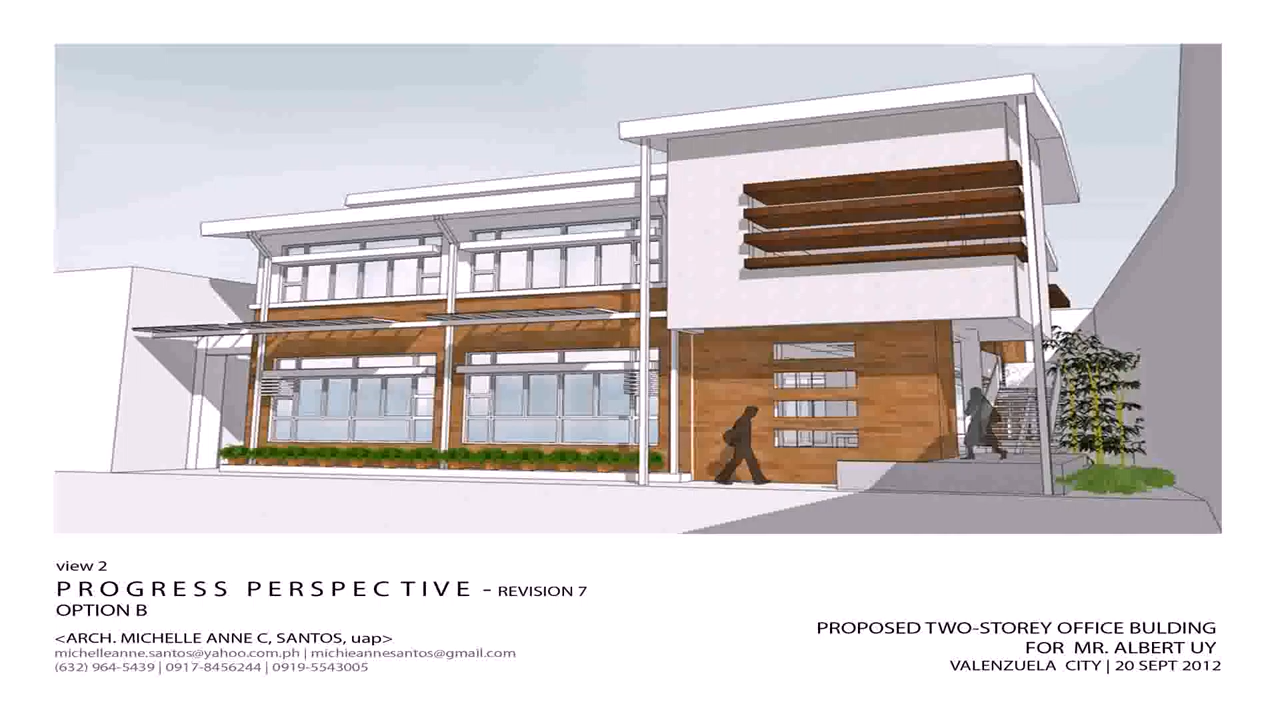 view 2
PROGRESS PERSPECTIVE - REVISION 7
OPTION B
<ARCH. MICHELLE ANNE C, SANTOS, uap>
michelleanne.santos@yahoo.com.ph | michieannesantos@gmail.com
(632) 964-5439 | 0917-8456244 | 0919-5543005
PROPOSED TWO-STOREY OFFICE BULDING
FOR MR. ALBERT UY
VALENZUELA CITY | 20 SEPT 2012